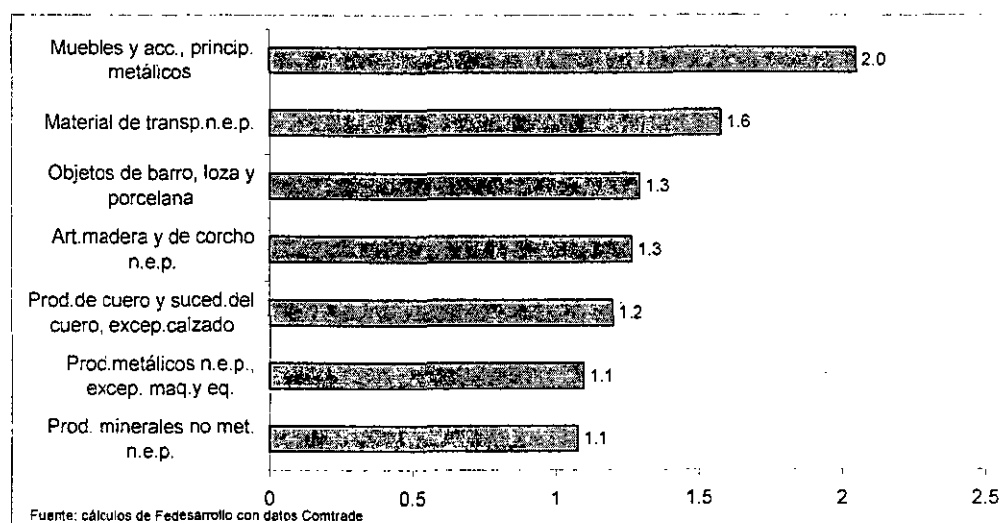 Muebles y acc., princip.
metálicos
2.0
Material de transp.n.e.p.
1.6
Objetos de barro, loza y
porcelana
1.3
Art.madera y de corcho
n.e.p.
1.3
Prod.de cuero y suced.del
cuero, excep.calzado
1.2
Prod.metálicos n.e.p.,
excep. maq.y eq.
1.1
Prod. minerales no met.
n.e.p.
1.1
0 0.5 1 1.5 2 2.5
Fuente: cálculos de Fedesarrollo con datos Comtrade